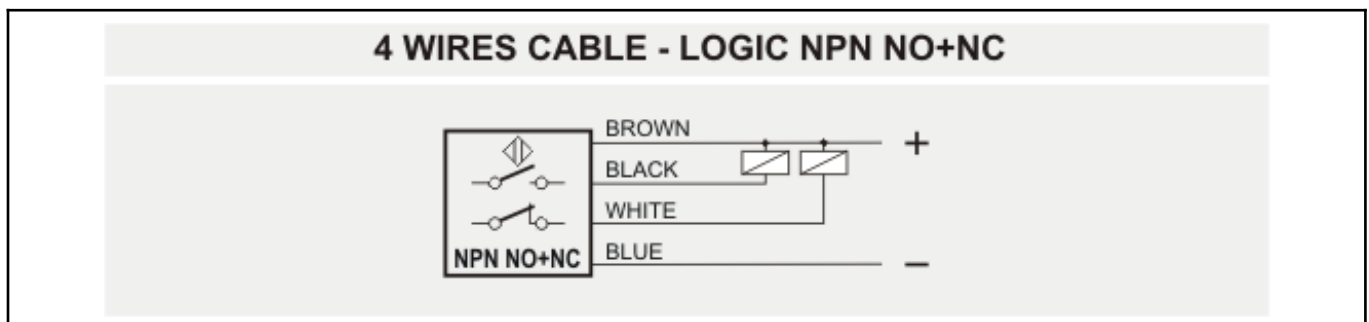 4 WIRES CABLE - LOGIC NPN NO+NC
BROWN
+
BLACK
WHITE
BLUE
–
NPN NO+NC